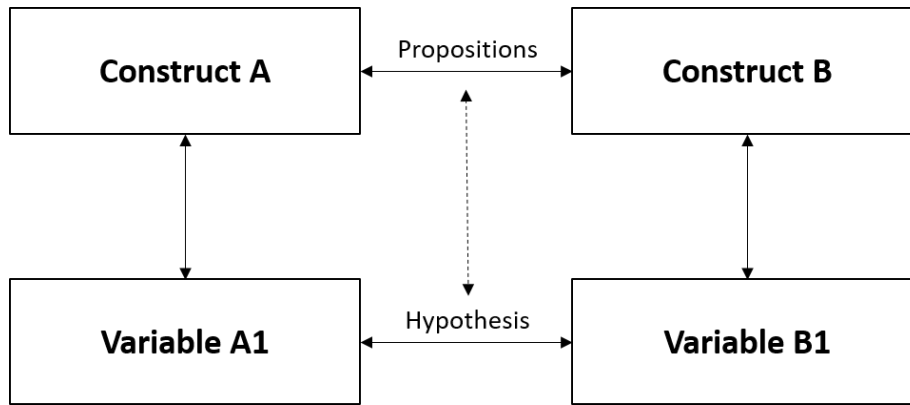 Construct A
Propositions
Construct B
Variable A1
Hypothesis
Variable B1